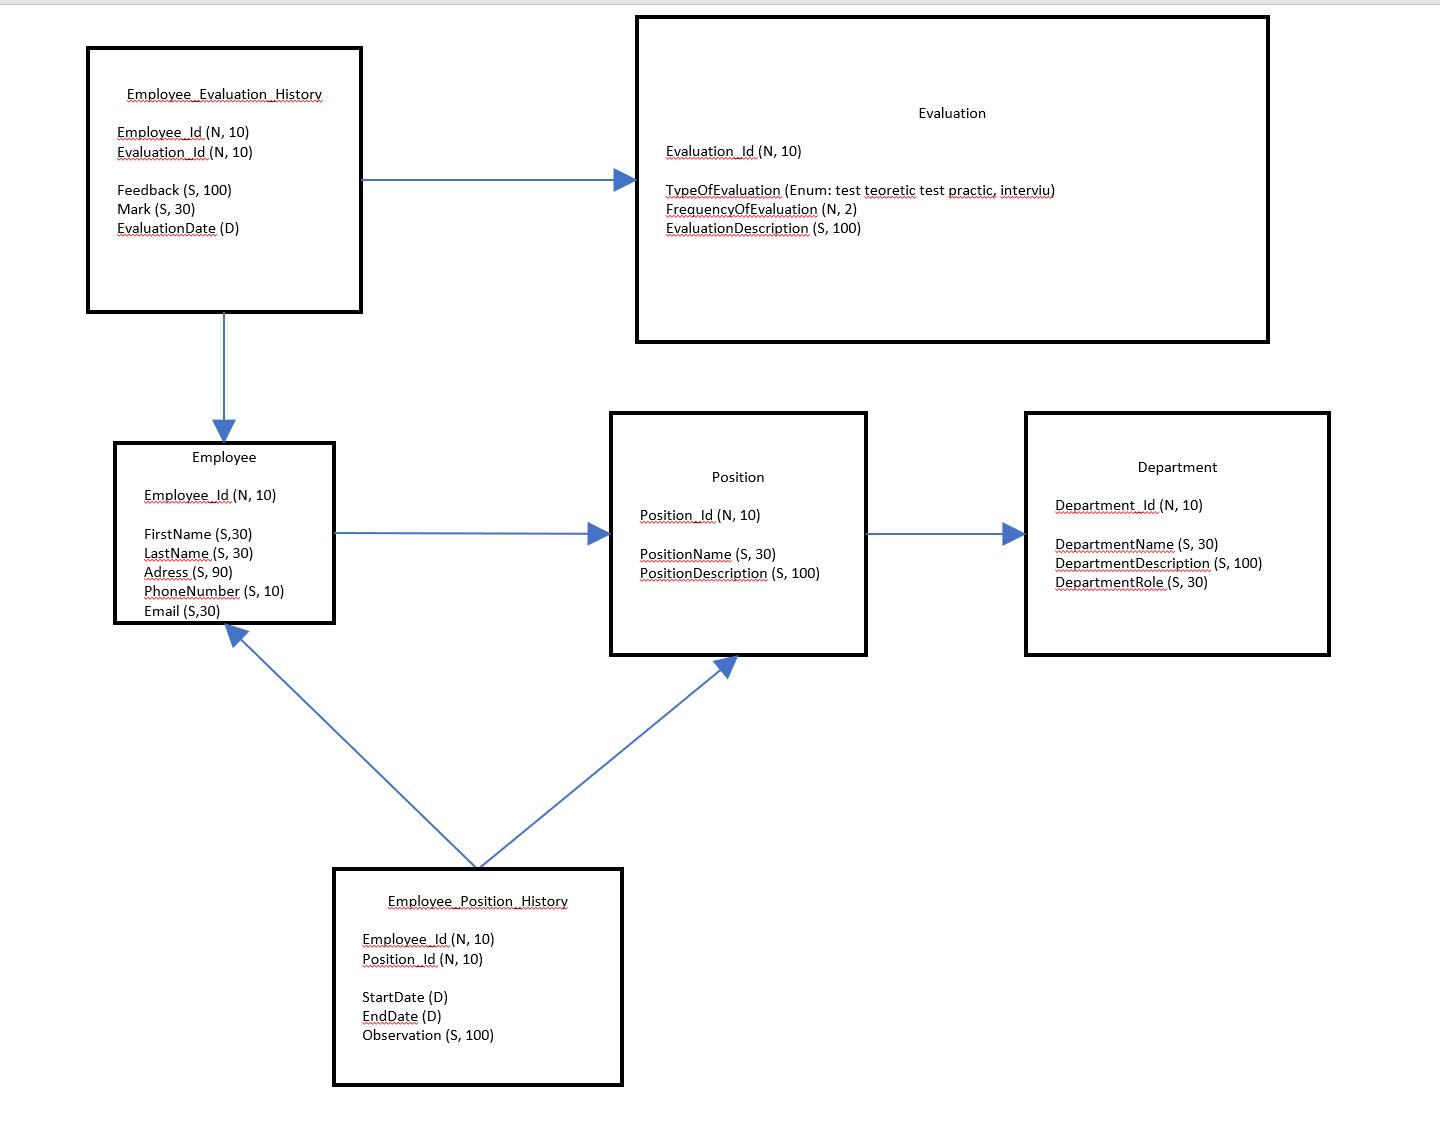 Employee_Evaluation_History
Employee_Id (N, 10)
Evaluation_Id (N, 10)
Feedback (S, 100)
Mark (S, 30)
EvaluationDate (D)
Evaluation
Evaluation_Id (N, 10)
TypeOfEvaluation (Enum: test teoretic test practic, interviu)
FrequencyOfEvaluation (N, 2)
EvaluationDescription (S, 100)
Employee
Employee_Id (N, 10)
FirstName (S,30)
LastName (S, 30)
Adress (S, 90)
PhoneNumber (S, 10)
Email (S,30)
Position
Position_Id (N, 10)
PositionName (S, 30)
PositionDescription (S, 100)
Department
Department_Id (N, 10)
DepartmentName (S, 30)
DepartmentDescription (S, 100)
DepartmentRole (S, 30)
Employee_Position_History
Employee_Id (N, 10)
Position_Id (N, 10)
StartDate (D)
EndDate (D)
Observation (S, 100)